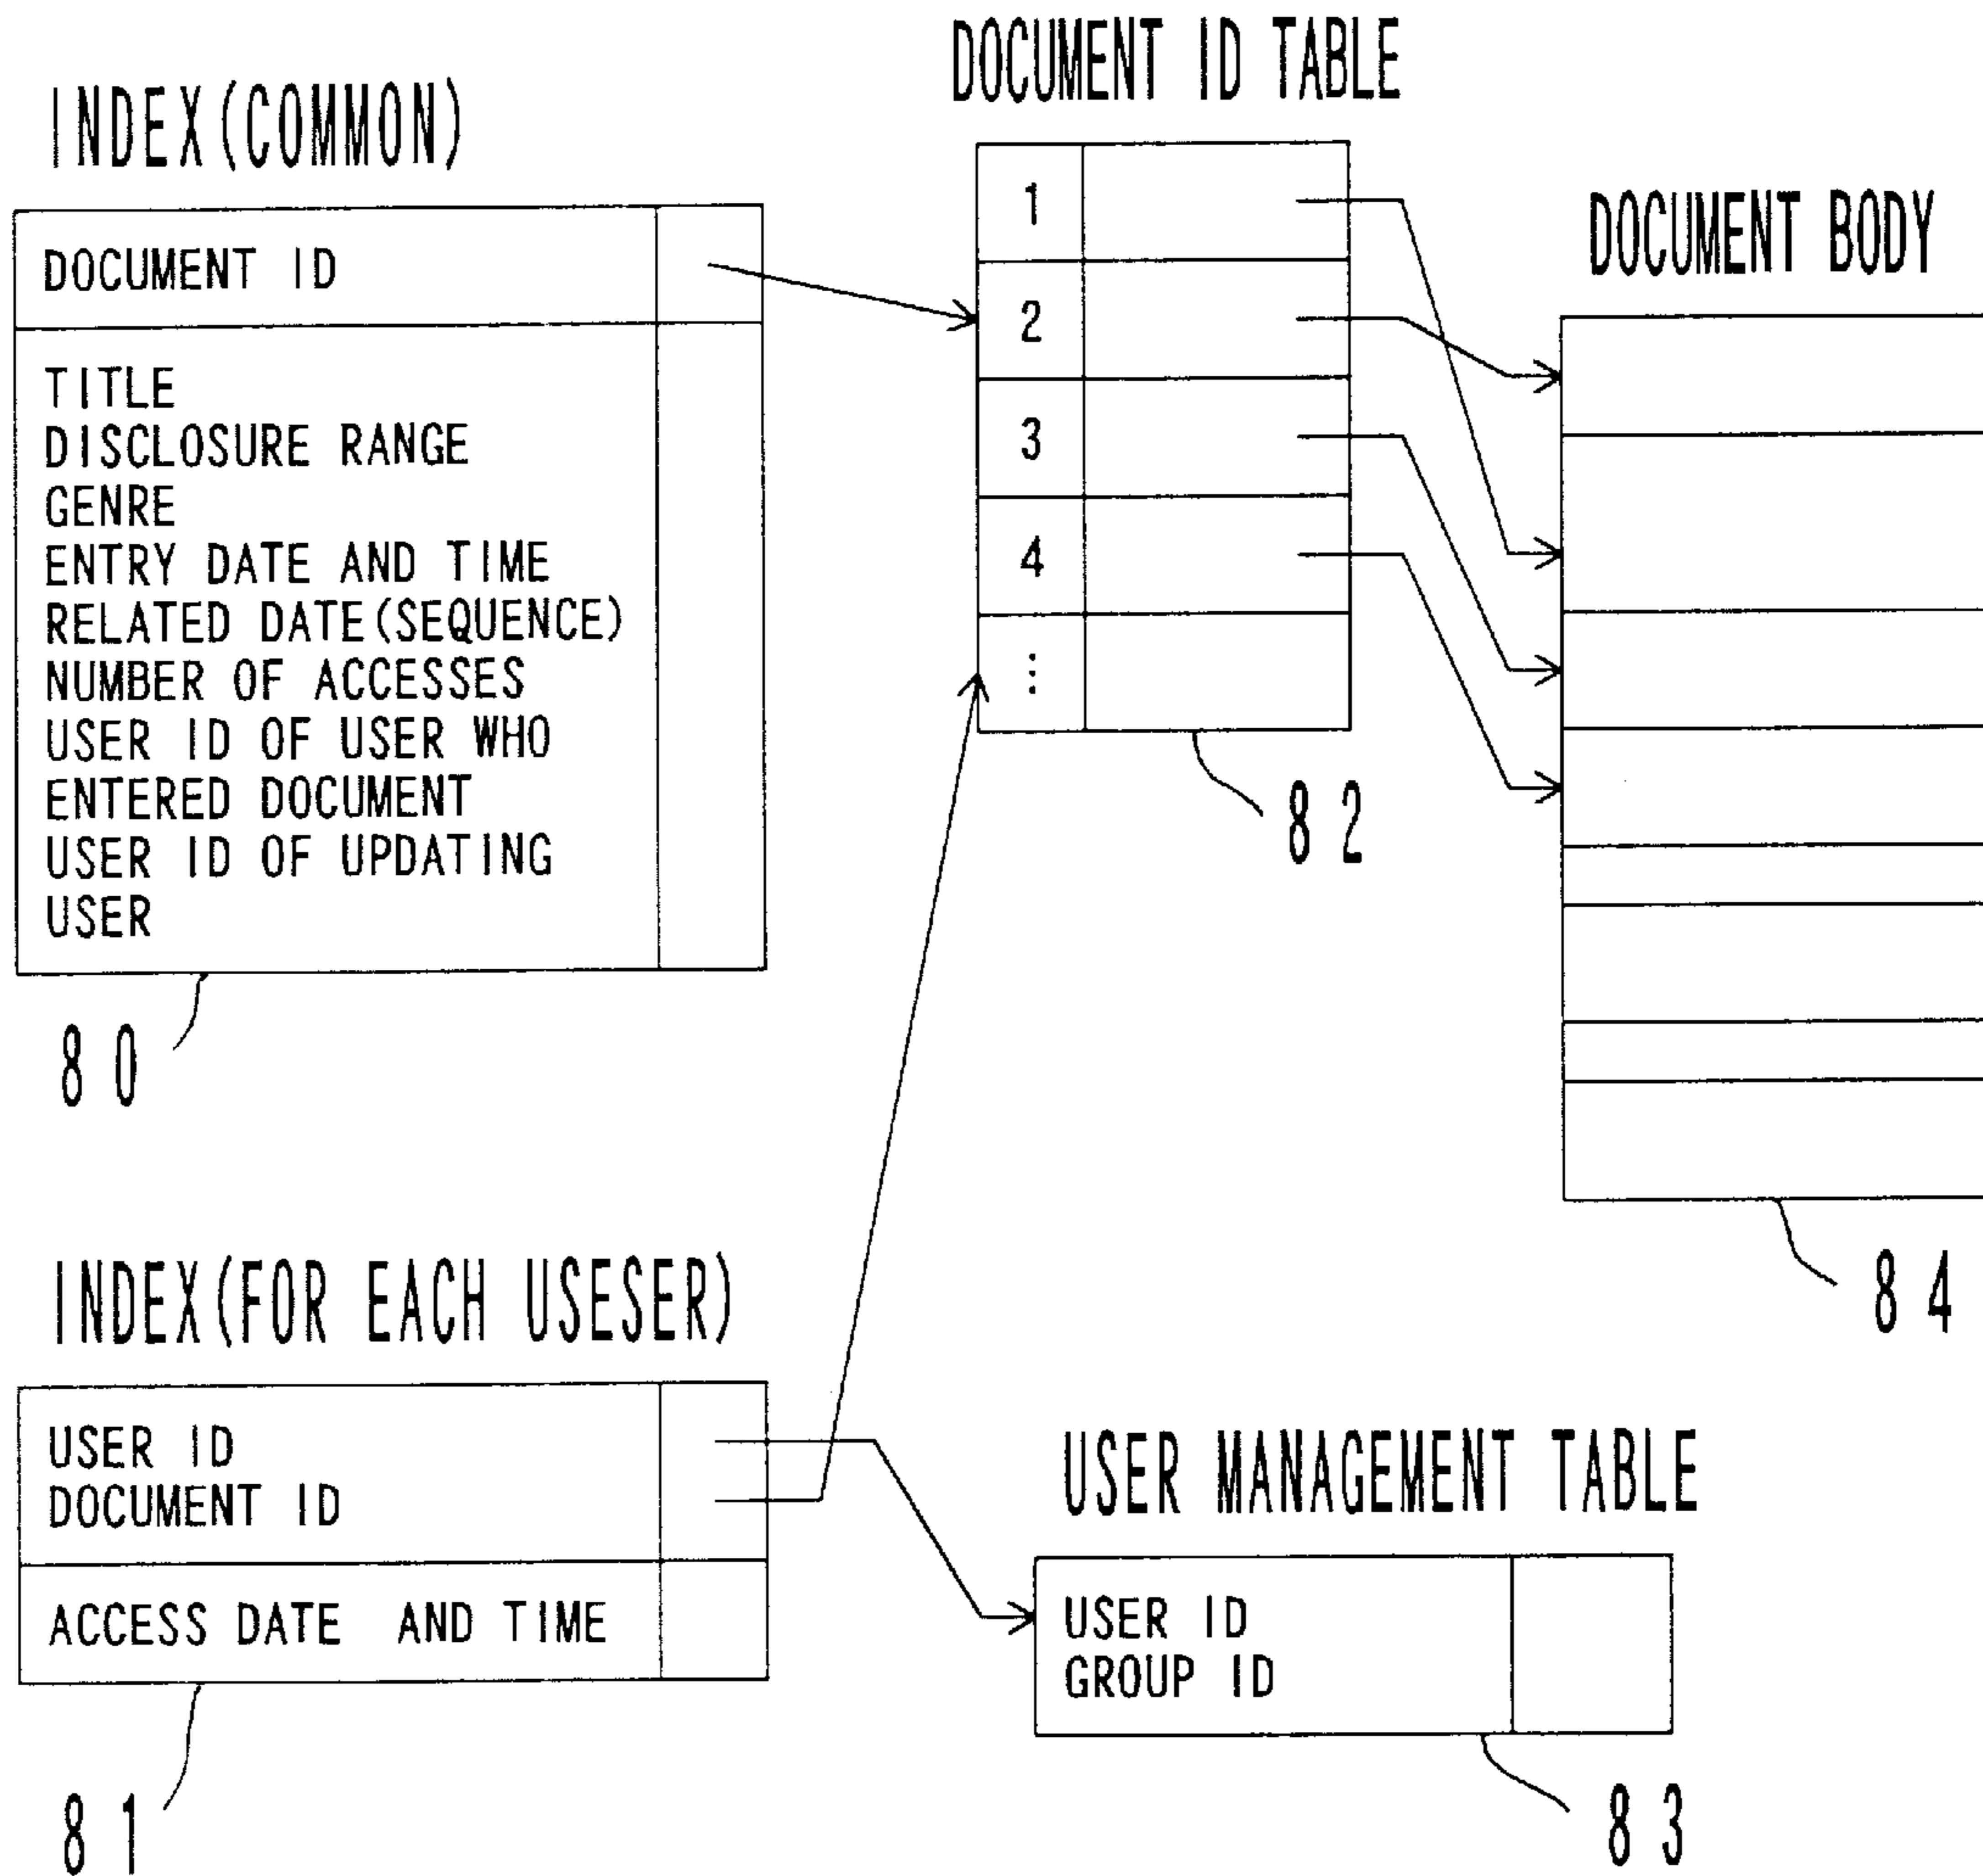 INDEX(COMMON)
DOCUMENT ID
TITLE
DISCLOSURE RANGE
GENRE
ENTRY DATE AND TIME
RELATED DATE(SEQUENCE)
NUMBER OF ACCESSES
USER ID OF USER WHO
ENTERED DOCUMENT
USER ID OF UPDATING
USER
80
DOCUMENT ID TABLE
1
2
3
4
⋮
82
DOCUMENT BODY
84
INDEX(FOR EACH USESER)
USER ID
DOCUMENT ID
ACCESS DATE AND TIME
81
USER MANAGEMENT TABLE
USER ID
GROUP ID
83